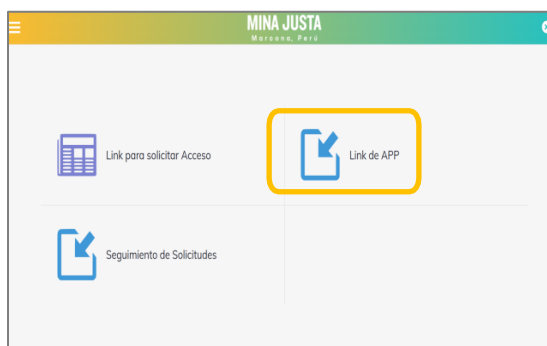 MINA JUSTA
Marcona, Perú
Link para solicitar Acceso
Link de APP
Seguimiento de Solicitudes